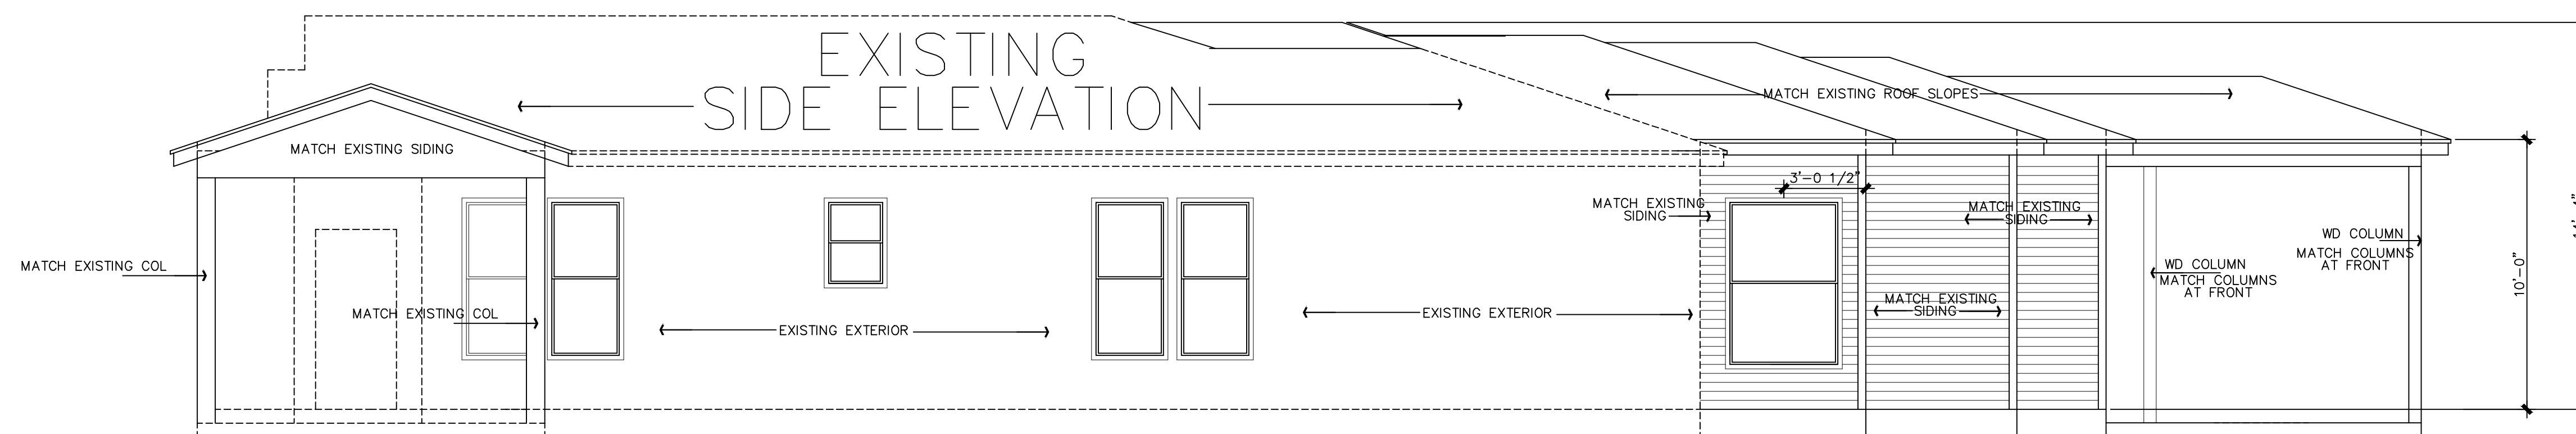 EXISTING
SIDE ELEVATION
MATCH EXISTING ROOF SLOPES
MATCH EXISTING SIDING
3'-0 1/2"
MATCH EXISTING
SIDING
MATCH EXISTING
SIDING
WD COLUMN
MATCH COLUMNS
AT FRONT
WD COLUMN
MATCH COLUMNS
AT FRONT
10'-0"
MATCH EXISTING COL
MATCH EXISTING COL
EXISTING EXTERIOR
EXISTING EXTERIOR
MATCH EXISTING
SIDING